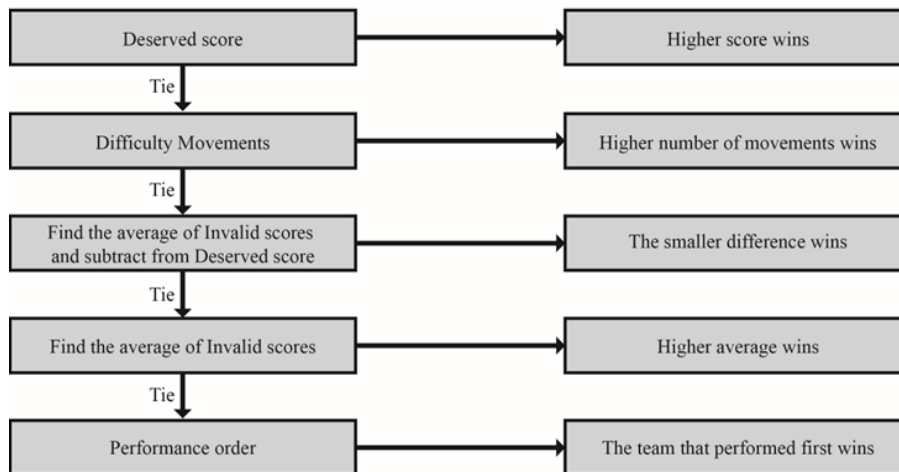 Deserved score
Higher score wins
Tie
Difficulty Movements
Higher number of movements wins
Tie
Find the average of Invalid scores
and subtract from Deserved score
The smaller difference wins
Tie
Find the average of Invalid scores
Higher average wins
Tie
Performance order
The team that performed first wins